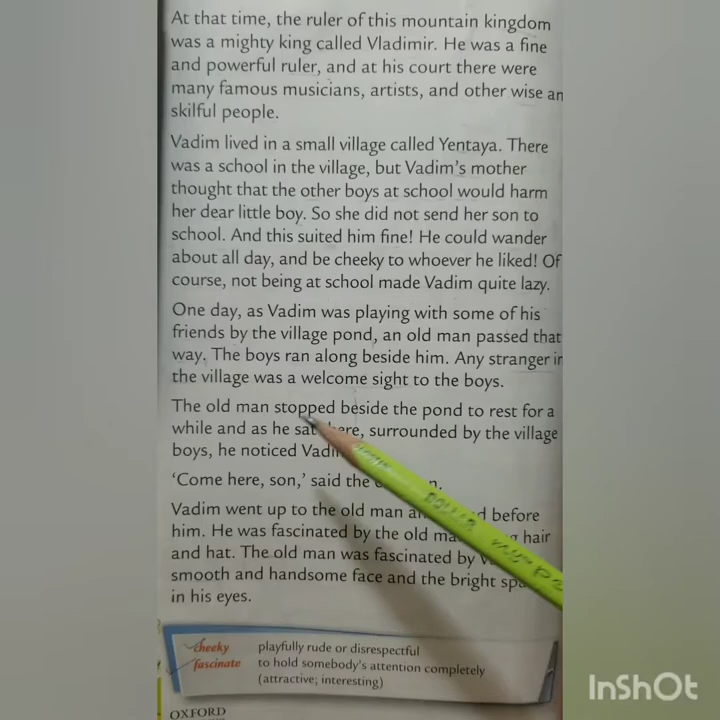 At that time, the ruler of this mountain kingdom
was a mighty king called Vladimir. He was a fine
and powerful ruler, and at his court there were
many famous musicians, artists, and other wise an
skilful people.
Vadim lived in a small village called Yentaya. There
was a school in the village, but Vadim's mother
thought that the other boys at school would harm
her dear little boy. So she did not send her son to
school. And this suited him fine! He could wander
about all day, and be cheeky to whoever he liked! Of
course, not being at school made Vadim quite lazy.
One day, as Vadim was playing with some of his
friends by the village pond, an old man passed that
way. The boys ran along beside him. Any stranger in
the village was a welcome sight to the boys.
The old man stopped beside the pond to rest for a
while and as he sat surrounded by the village
boys, he noticed
'Come here, son,' said the
Vadim went up to the old man before
him. He was fascinated by the old hair
and hat. The old man was fascinated by
smooth and handsome face and the bright
in his eyes.
cheeky playfully rude or disrespectful
fascinate to hold somebody's attention completely
(attractive; interesting)
OXFORD
InShOt